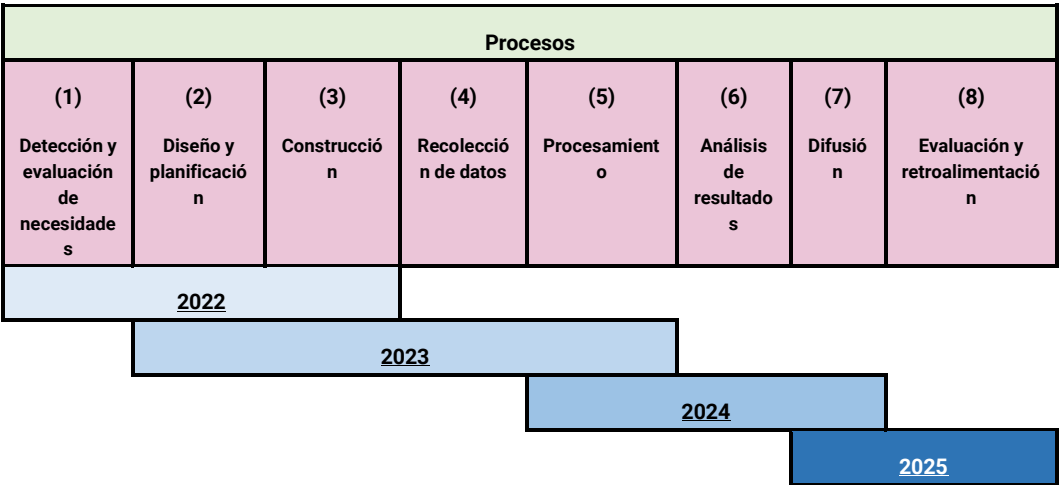 Procesos
(1)
Detección y
evaluación
de
necesidade
s
(2)
Diseño y
planificació
n
(3)
Construcció
n
(4)
Recolecció
n de datos
(5)
Procesamient
o
(6)
Análisis
de
resultado
s
(7)
Difusió
n
(8)
Evaluación y
retroalimentació
n
2022
2023
2024
2025